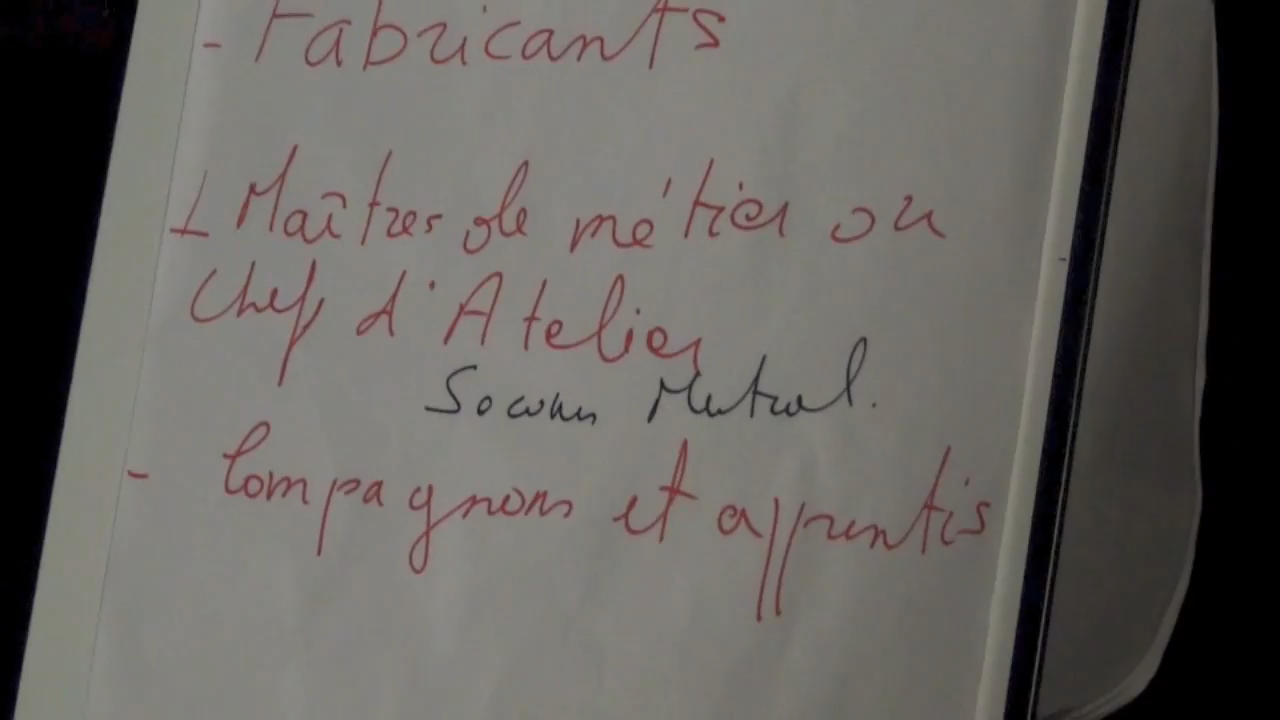 - Fabricants
- Maîtres de métier ou
Chef d'Atelier
Secours Mutuel.
- Compagnons et apprentis